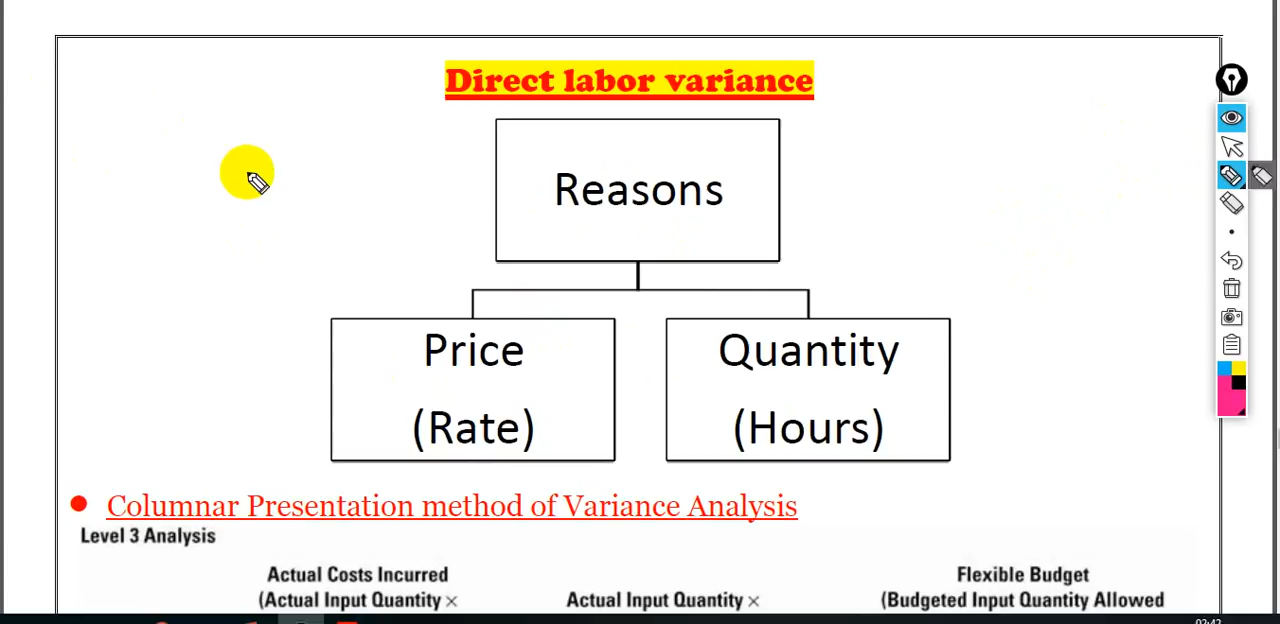 Direct labor variance
Reasons
Price
(Rate)
Quantity
(Hours)
Columnar Presentation method of Variance Analysis
Level 3 Analysis
Actual Costs Incurred
(Actual Input Quantity ×
Actual Input Quantity ×
Flexible Budget
(Budgeted Input Quantity Allowed